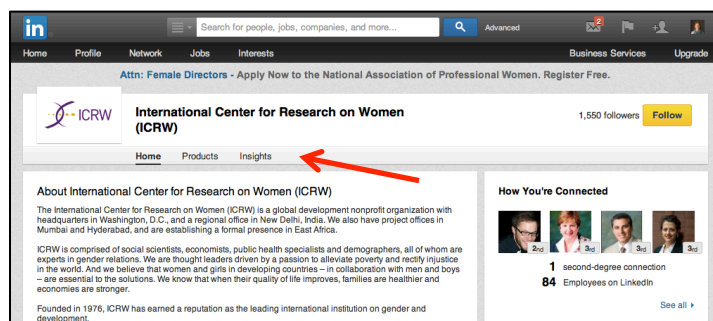 in
Search for people, jobs, companies, and more...
Advanced
2
Home Profile Network Jobs Interests Business Services Upgrade
Attn: Female Directors - Apply Now to the National Association of Professional Women. Register Free.
ICRW
International Center for Research on Women
(ICRW)
1,550 followers Follow
Home Products Insights
About International Center for Research on Women (ICRW)
The International Center for Research on Women (ICRW) is a global development nonprofit organization with
headquarters in Washington, D.C., and a regional office in New Delhi, India. We also have project offices in
Mumbai and Hyderabad, and are establishing a formal presence in East Africa.
ICRW is comprised of social scientists, economists, public health specialists and demographers, all of whom are
experts in gender relations. We are thought leaders driven by a passion to alleviate poverty and rectify injustice
in the world. And we believe that women and girls in developing countries – in collaboration with men and boys
– are essential to the solutions. We know that when their quality of life improves, families are healthier and
economies are stronger.
Founded in 1976, ICRW has earned a reputation as the leading international institution on gender and
development.
How You're Connected
2nd 3rd 3rd 3rd
1 second-degree connection
84 Employees on LinkedIn
See all